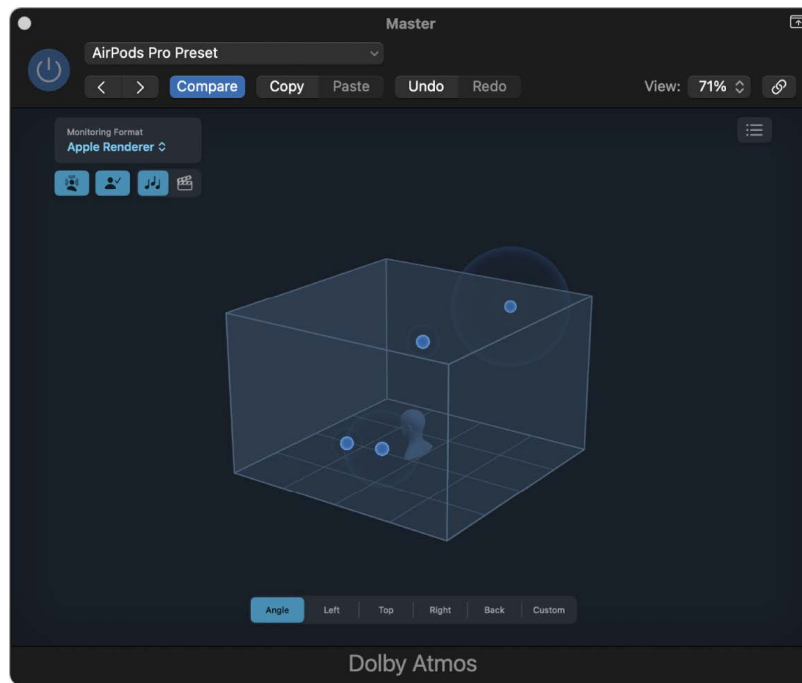 Master
AirPods Pro Preset
Compare Copy Paste Undo Redo View: 71%
Monitoring Format
Apple Renderer
Angle Left Top Right Back Custom
Dolby Atmos